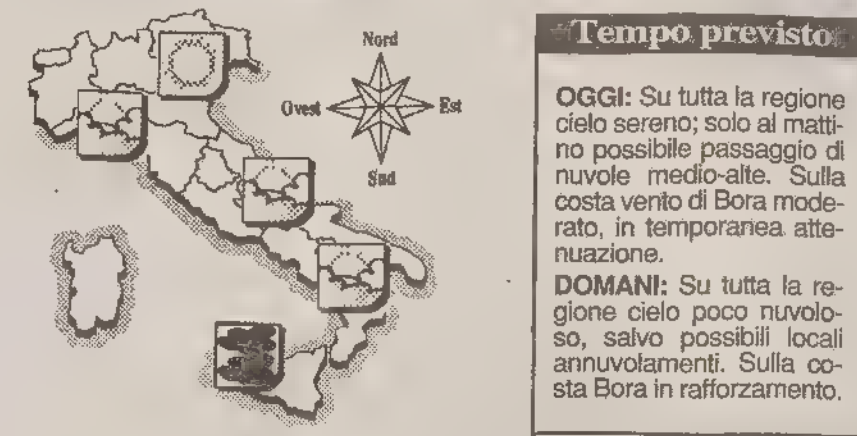 Nord
Ovest
Est
Sud
Tempo previsto
OGGI: Su tutta la regione
cielo sereno; solo al matti-
no possibile passaggio di
nuvole medio-alte. Sulla
costa vento di Bora mode-
rato, in temporanea atte-
nuazione.
DOMANI: Su tutta la re-
gione cielo poco nuvolo-
so, salvo possibili locali
annuvolamenti. Sulla co-
sta Bora in rafforzamento.